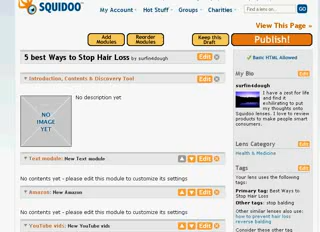 SQUIDOO™
My Account ▾ Hot Stuff ▾ Groups ▾ Charities ▾ Find a lens on... GO
View This Page »
Add Modules
Reorder Modules
Keep this Draft
Publish!
5 best Ways to Stop Hair Loss by surfin4dough Edit
✓ Basic HTML Allowed
▾ Introduction, Contents & Discovery Tool Edit
No description yet
NO IMAGE YET
▾ Text module: New Text module Edit
No contents yet - please edit this module to customize its settings
▾ Amazon: New Amazon Edit
No contents yet - please edit this module to customize its settings
▾ YouTube vids: New YouTube vids Edit
My Bio Edit
I have a zest for life and find it exhilarating to put my thoughts onto Squidoo lenses. I love to review products to make people smart consumers.
Lens Category Edit
Health & Medicine
Tags Edit
Your lens uses the following tags:
Primary tag: Best Ways to Stop Hair Loss
Other tags: stop balding
Other similar lenses also use: how to prevent hair loss how reverse balding